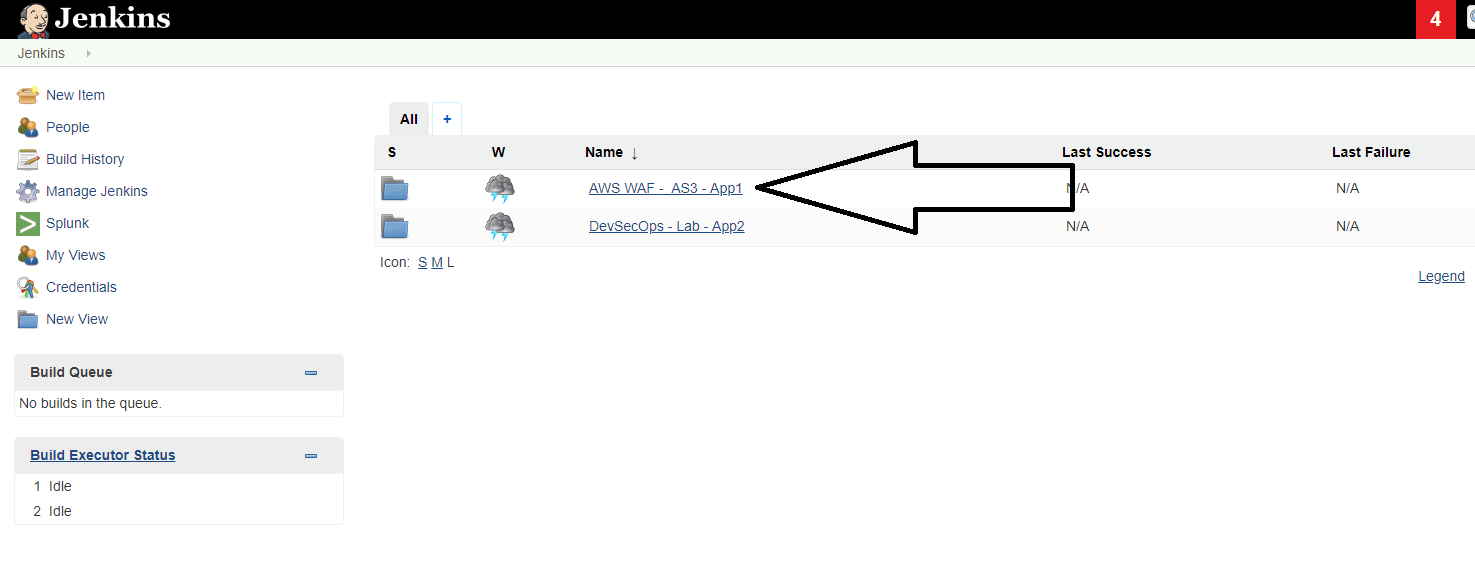 Jenkins
4
Jenkins
New Item
People
Build History
Manage Jenkins
Splunk
My Views
Credentials
New View
Build Queue
No builds in the queue.
Build Executor Status
1 Idle
2 Idle
All +
S W Name ↓ Last Success Last Failure
AWS WAF - AS3 - App1 N/A N/A
DevSecOps - Lab - App2 N/A N/A
Icon: S M L
Legend